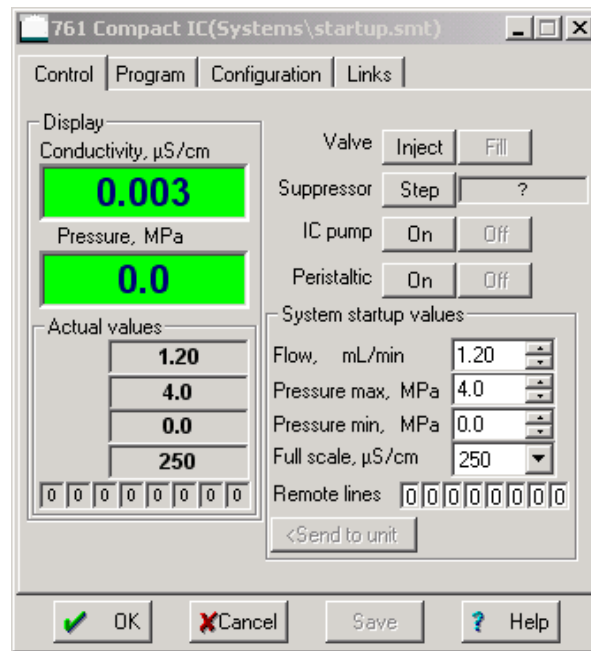 761 Compact IC(Systems\startup.smt)
Control Program Configuration Links
Display
Conductivity, µS/cm
0.003
Pressure, MPa
0.0
Actual values
1.20
4.0
0.0
250
0 0 0 0 0 0 0 0
Valve Inject Fill
Suppressor Step ?
IC pump On Off
Peristaltic On Off
System startup values
Flow, mL/min 1.20
Pressure max, MPa 4.0
Pressure min, MPa 0.0
Full scale, µS/cm 250
Remote lines 0 0 0 0 0 0 0 0
<Send to unit
OK Cancel Save ? Help